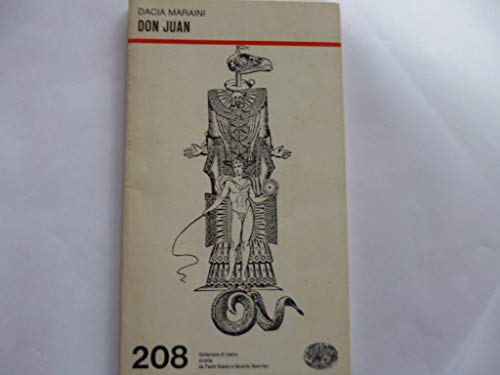 DACIA MARAINI
DON JUAN
208
Collezione di teatro
diretta
da Paolo Grassi e Gerardo Guerrieri